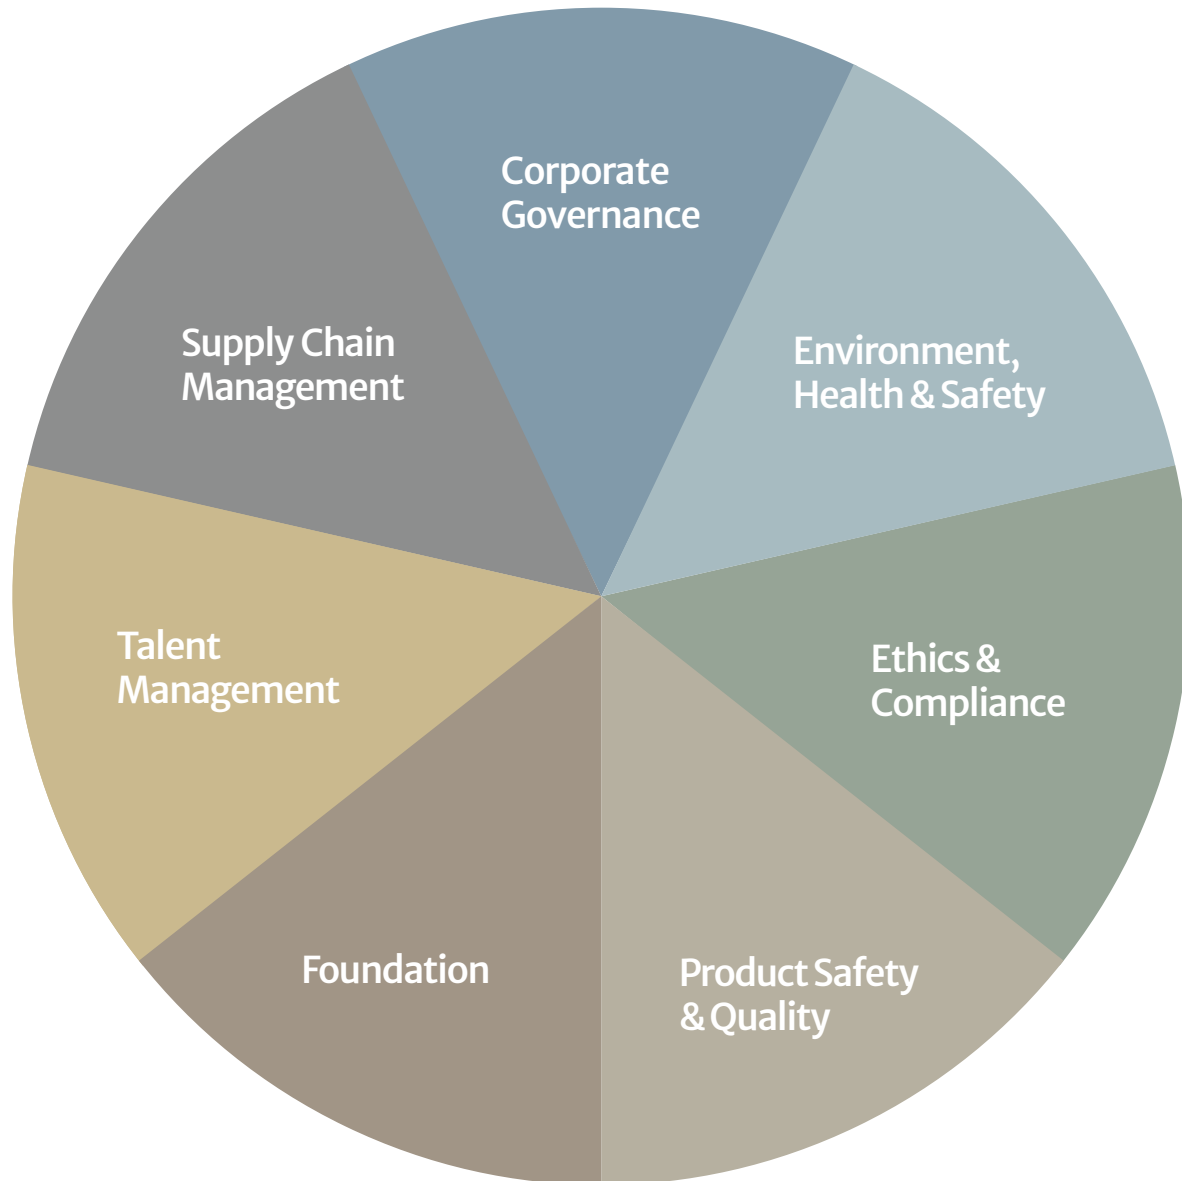 Corporate
Governance
Environment,
Health & Safety
Ethics &
Compliance
Product Safety
& Quality
Foundation
Talent
Management
Supply Chain
Management